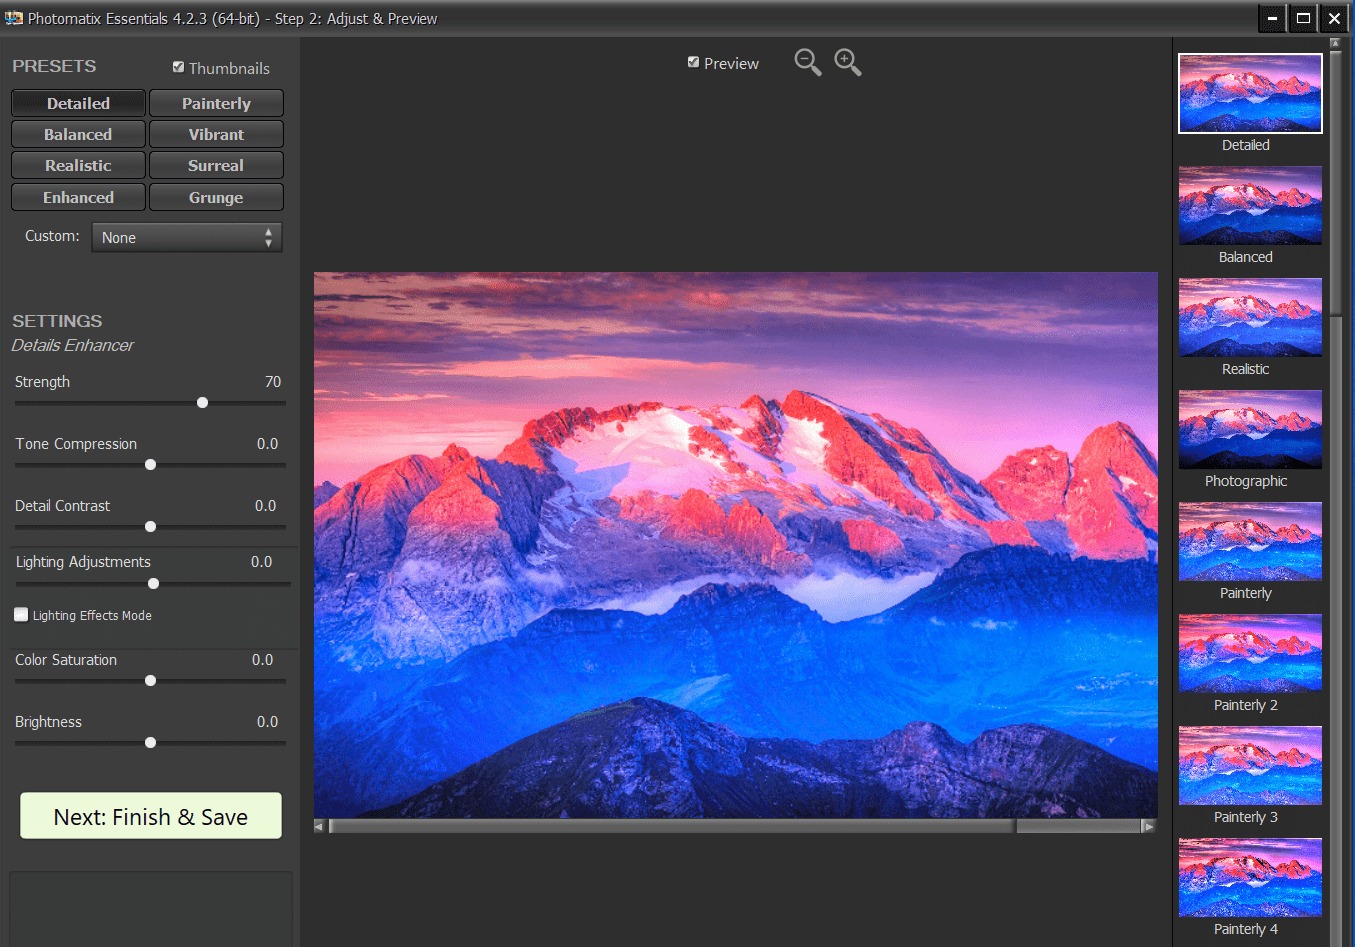 Photomatix Essentials 4.2.3 (64-bit) - Step 2: Adjust & Preview
PRESETS
Thumbnails
Detailed
Painterly
Balanced
Vibrant
Realistic
Surreal
Enhanced
Grunge
Custom:
None
SETTINGS
Details Enhancer
Strength 70
Tone Compression 0.0
Detail Contrast 0.0
Lighting Adjustments 0.0
Lighting Effects Mode
Color Saturation 0.0
Brightness 0.0
Next: Finish & Save
Preview
Detailed
Balanced
Realistic
Photographic
Painterly
Painterly 2
Painterly 3
Painterly 4